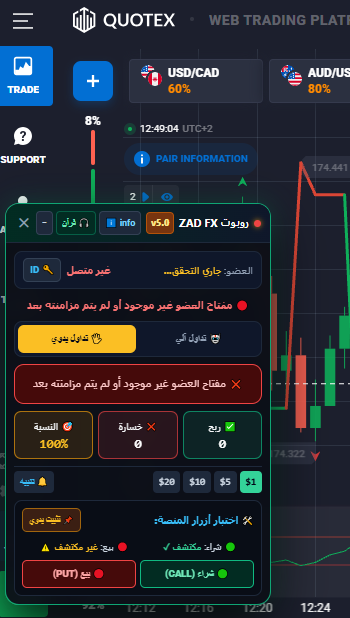 QUOTEX
WEB TRADING PLAT
USD/CAD
60%
AUD/US
80%
TRADE
8%
12:49:04 UTC+2
SUPPORT
PAIR INFORMATION
174.441
2
روبوت ZAD FX
v5.0
info
قرآن
–
العضو: جاري التحقق...
غير متصل
ID
مفتاح العضو غير موجود أو لم يتم مزامنته بعد
تداول آلي
تداول يدوي
مفتاح العضو غير موجود أو لم يتم مزامنته بعد
ربح
0
خسارة
0
النسبة
100%
$1
$5
$10
$20
تنبيه
174.322
اختبار أزرار المنصة:
تثبيت يدوي
شراء: مكتشف ✓
بيع: غير مكتشف
شراء (CALL)
بيع (PUT)
92%
12:12
12:16
12:20
12:24